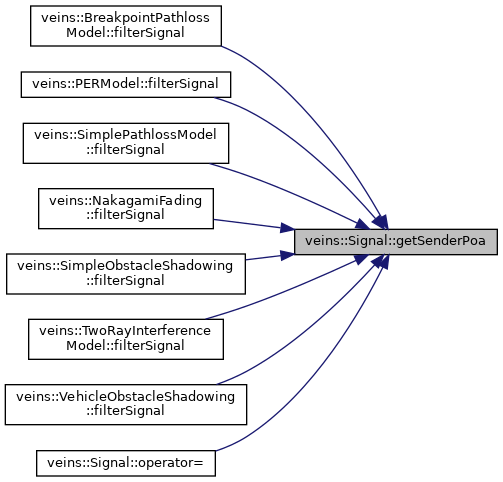 veins::BreakpointPathloss
Model::filterSignal
veins::PERModel::filterSignal
veins::SimplePathlossModel
::filterSignal
veins::NakagamiFading
::filterSignal
veins::Signal::getSenderPoa
veins::SimpleObstacleShadowing
::filterSignal
veins::TwoRayInterference
Model::filterSignal
veins::VehicleObstacleShadowing
::filterSignal
veins::Signal::operator=